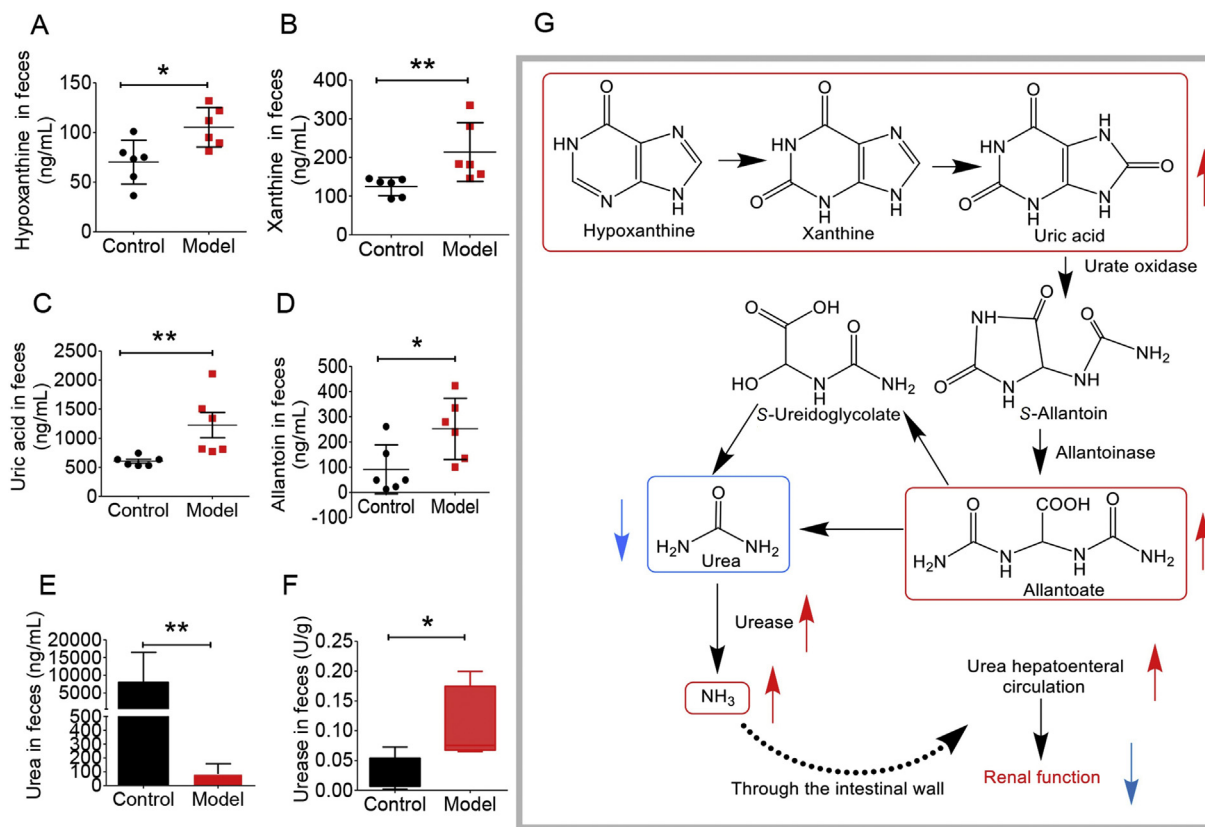 A
*
Hypoxanthine in feces
(ng/mL)
150
100
50
0
Control Model
B
**
Xanthine in feces
(ng/mL)
400
300
200
100
0
Control Model
C
**
Uric acid in feces
(ng/mL)
2500
2000
1500
1000
500
0
Control Model
D
*
Allantoin in feces
(ng/mL)
500
400
300
200
100
0
-100
Control Model
E
**
Urea in feces (ng/mL)
20000
15000
10000
5000
500
400
300
200
100
0
Control Model
F
*
Urease in feces (U/g)
0.25
0.20
0.15
0.10
0.05
0.00
Control Model
G
O
HN
N
N
N
H
Hypoxanthine
O
HN
N
O
N
H
N
H
Xanthine
O
H
N
HN
O
O
N
H
N
H
Uric acid
Urate oxidase
O
OH
O
HO
N
H
NH2
S-Ureidoglycolate
O
NH
O
N
H
O
N
H
NH2
S-Allantoin
Allantoinase
O
H2N
NH2
Urea
O
COOH
O
H2N
N
H
N
H
NH2
Allantoate
Urease
NH3
Urea hepatoenteral
circulation
Through the intestinal wall
Renal function